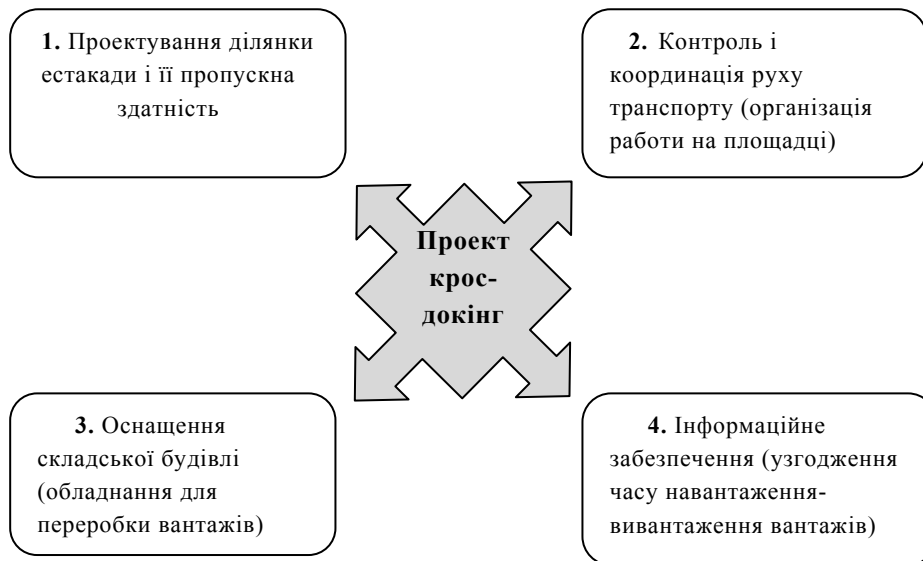 1. Проектування ділянки
естакади і її пропускна
здатність
2. Контроль і
координація руху
транспорту (організація
работи на площадці)
Проект
крос-
докінг
3. Оснащення
складської будівлі
(обладнання для
переробки вантажів)
4. Інформаційне
забезпечення (узгодження
часу навантаження-
вивантаження вантажів)